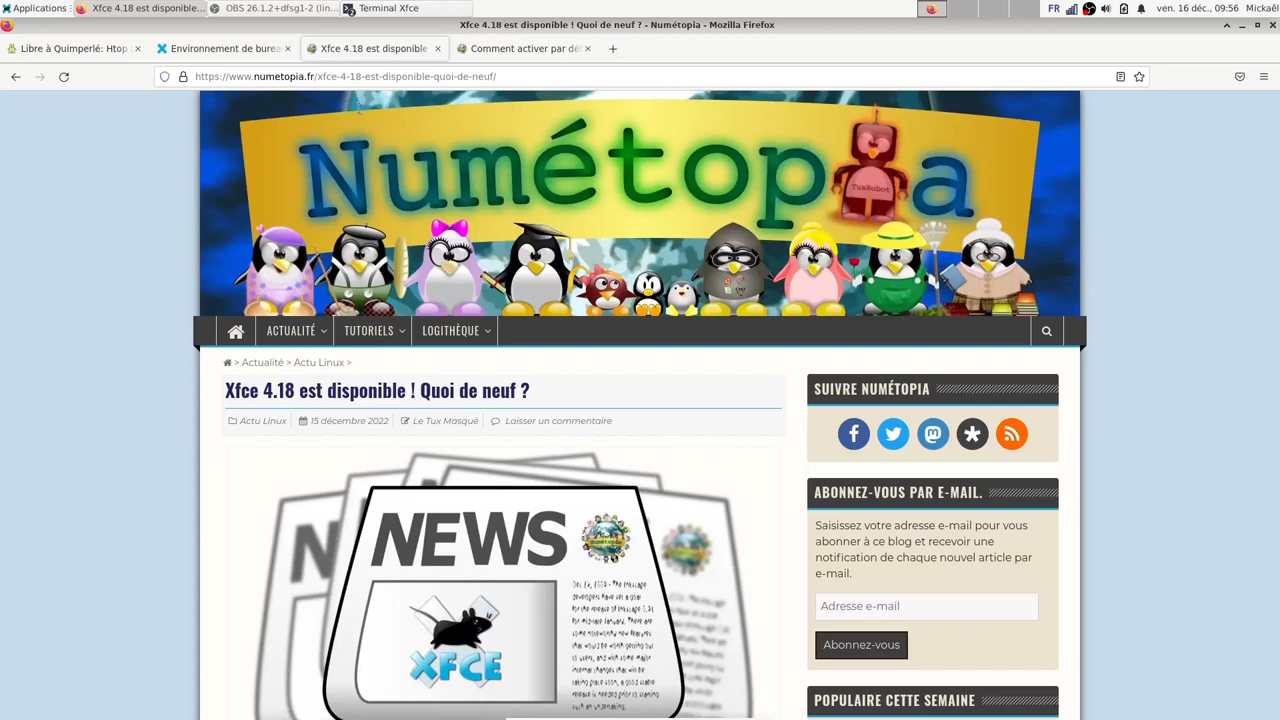 Applications
Xfce 4.18 est disponible...
OBS 26.1.2+dfsg1-2 (lin...
Terminal Xfce
FR
ven. 16 déc., 09:56
Mickaël
Xfce 4.18 est disponible ! Quoi de neuf ? - Numétopia — Mozilla Firefox
Libre à Quimperlé: Htop
Environnement de bureau
Xfce 4.18 est disponible
Comment activer par dé
https://www.numetopia.fr/xfce-4-18-est-disponible-quoi-de-neuf/
Numétopia
TuxRobot
ACTUALITÉ
TUTORIELS
LOGITHÈQUE
> Actualité > Actu Linux >
Xfce 4.18 est disponible ! Quoi de neuf ?
Actu Linux
15 décembre 2022
Le Tux Masqué
Laisser un commentaire
NEWS
XFCE
SUIVRE NUMÉTOPIA
ABONNEZ-VOUS PAR E-MAIL.
Saisissez votre adresse e-mail pour vous
abonner à ce blog et recevoir une
notification de chaque nouvel article par
e-mail.
Adresse e-mail
Abonnez-vous
POPULAIRE CETTE SEMAINE